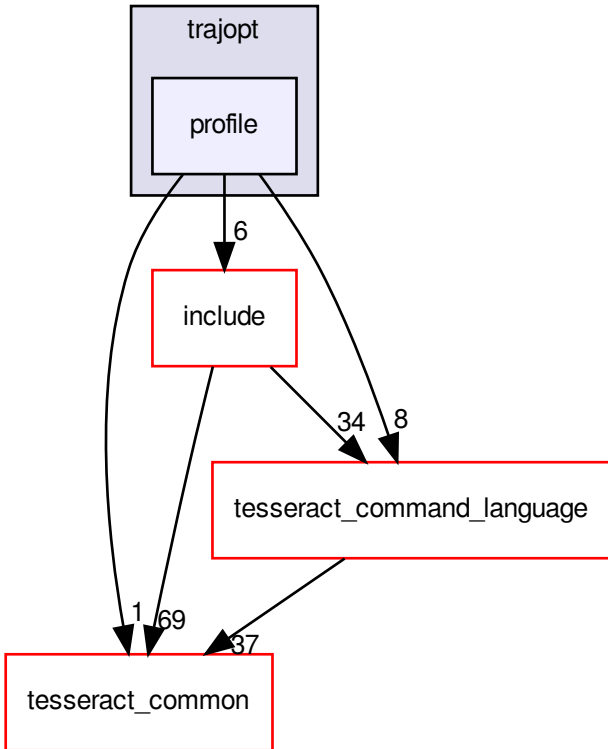 trajopt
profile
6
include
34
8
tesseract_command_language
1
69
37
tesseract_common